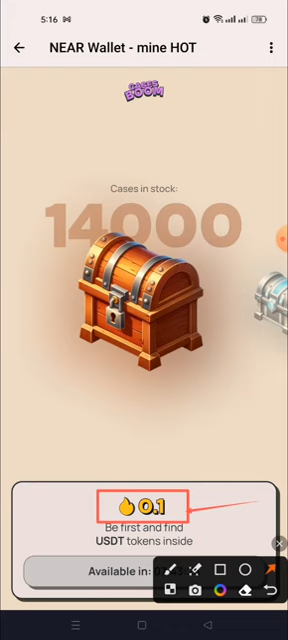 5:16
NEAR Wallet - mine HOT
CASES
BOOM
Cases in stock:
14000
0.1
Be first and find
USDT tokens inside
Available in: